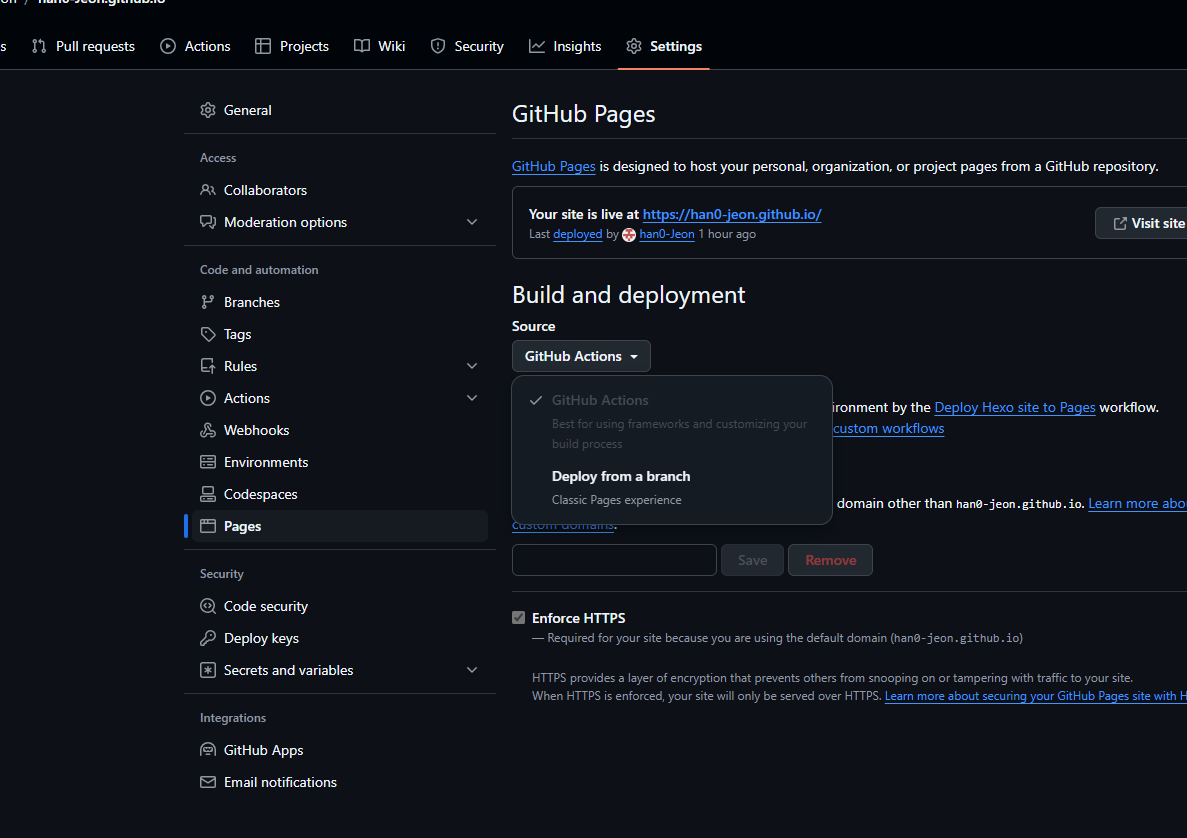 han0-Jeon.github.io
Pull requests
Actions
Projects
Wiki
Security
Insights
Settings
General
Access
Collaborators
Moderation options
Code and automation
Branches
Tags
Rules
Actions
Webhooks
Environments
Codespaces
Pages
Security
Code security
Deploy keys
Secrets and variables
Integrations
GitHub Apps
Email notifications
GitHub Pages
GitHub Pages is designed to host your personal, organization, or project pages from a GitHub repository.
Your site is live at https://han0-jeon.github.io/
Last deployed by han0-Jeon 1 hour ago
Visit site
Build and deployment
Source
GitHub Actions
GitHub Actions
Best for using frameworks and customizing your
build process
Deploy from a branch
Classic Pages experience
ironment by the Deploy Hexo site to Pages workflow.
custom workflows
domain other than han0-jeon.github.io. Learn more abo
custom domains.
Save
Remove
Enforce HTTPS
— Required for your site because you are using the default domain (han0-jeon.github.io)
HTTPS provides a layer of encryption that prevents others from snooping on or tampering with traffic to your site.
When HTTPS is enforced, your site will only be served over HTTPS. Learn more about securing your GitHub Pages site with H